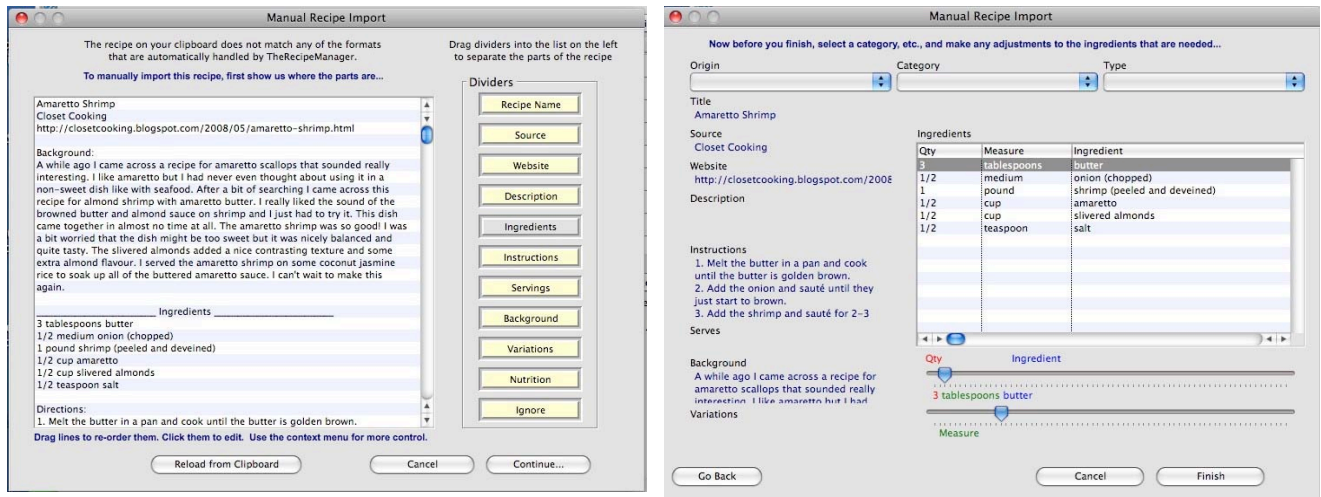 Manual Recipe Import
The recipe on your clipboard does not match any of the formats
that are automatically handled by TheRecipeManager.
To manually import this recipe, first show us where the parts are...
Drag dividers into the list on the left
to separate the parts of the recipe
Amaretto Shrimp
Closet Cooking
http://closetcooking.blogspot.com/2008/05/amaretto-shrimp.html
Background:
A while ago I came across a recipe for amaretto scallops that sounded really
interesting. I like amaretto but I had never even thought about using it in a
non-sweet dish like with seafood. After a bit of searching I came across this
recipe for almond shrimp with amaretto butter. I really liked the sound of the
browned butter and almond sauce on shrimp and I just had to try it. This dish
came together in almost no time at all. The amaretto shrimp was so good! I was
a bit worried that the dish might be too sweet but it was nicely balanced and
quite tasty. The slivered almonds added a nice contrasting texture and some
extra almond flavour. I served the amaretto shrimp on some coconut jasmine
rice to soak up all of the buttered amaretto sauce. I can't wait to make this
again.
Ingredients
3 tablespoons butter
1/2 medium onion (chopped)
1 pound shrimp (peeled and deveined)
1/2 cup amaretto
1/2 cup slivered almonds
1/2 teaspoon salt
Directions:
1. Melt the butter in a pan and cook until the butter is golden brown.
Dividers
Recipe Name
Source
Website
Description
Ingredients
Instructions
Servings
Background
Variations
Nutrition
Ignore
Drag lines to re-order them. Click them to edit. Use the context menu for more control.
Reload from Clipboard
Cancel
Continue...
Manual Recipe Import
Now before you finish, select a category, etc., and make any adjustments to the ingredients that are needed...
Origin
Category
Type
Title
Amaretto Shrimp
Source
Closet Cooking
Website
http://closetcooking.blogspot.com/2008
Description
Instructions
1. Melt the butter in a pan and cook
until the butter is golden brown.
2. Add the onion and sauté until they
just start to brown.
3. Add the shrimp and sauté for 2-3
Serves
Background
A while ago I came across a recipe for
amaretto scallops that sounded really
interesting. I like amaretto but I had
Variations
Ingredients
Qty Measure Ingredient
3 tablespoons butter
1/2 medium onion (chopped)
1 pound shrimp (peeled and deveined)
1/2 cup amaretto
1/2 cup slivered almonds
1/2 teaspoon salt
Qty Ingredient
3 tablespoons butter
Measure
Go Back
Cancel
Finish